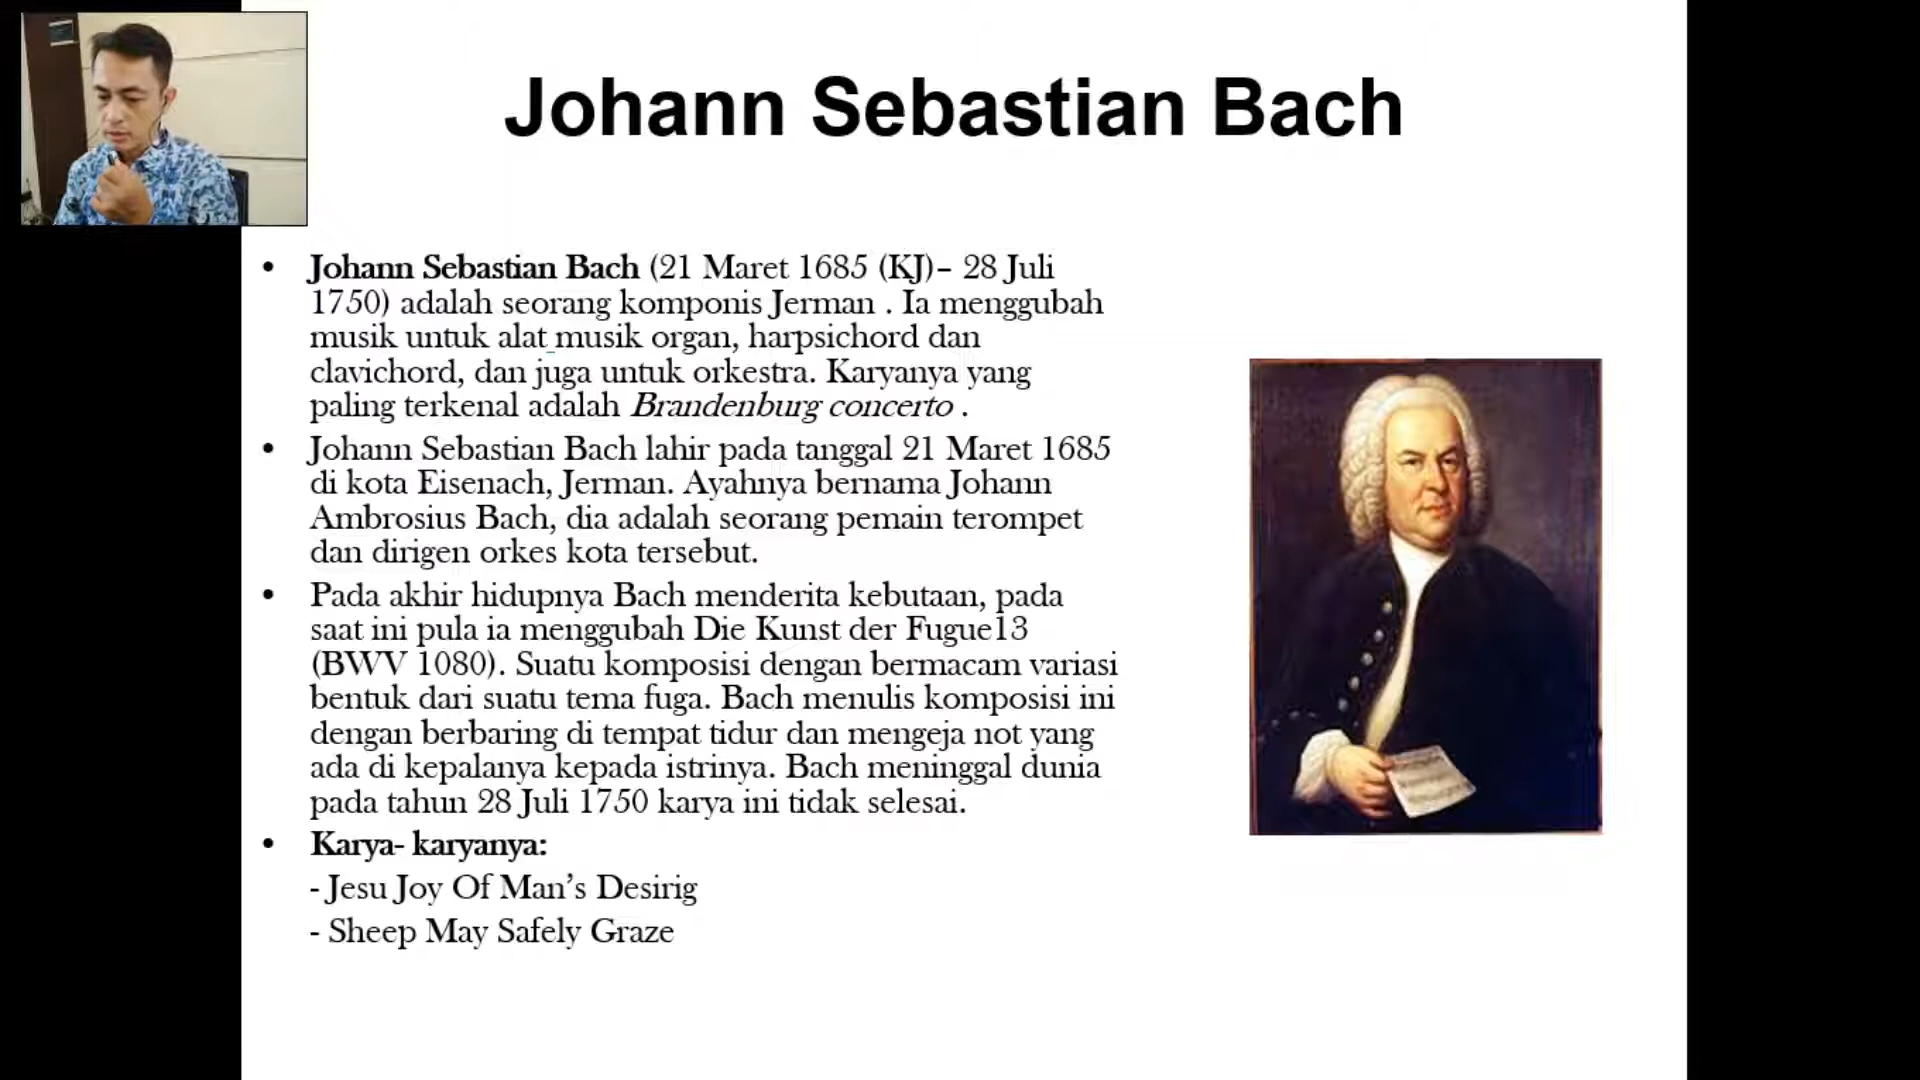 Johann Sebastian Bach
• Johann Sebastian Bach (21 Maret 1685 (KJ)– 28 Juli
1750) adalah seorang komponis Jerman . Ia menggubah
musik untuk alat musik organ, harpsichord dan
clavichord, dan juga untuk orkestra. Karyanya yang
paling terkenal adalah Brandenburg concerto .
• Johann Sebastian Bach lahir pada tanggal 21 Maret 1685
di kota Eisenach, Jerman. Ayahnya bernama Johann
Ambrosius Bach, dia adalah seorang pemain terompet
dan dirigen orkes kota tersebut.
• Pada akhir hidupnya Bach menderita kebutaan, pada
saat ini pula ia menggubah Die Kunst der Fugue13
(BWV 1080). Suatu komposisi dengan bermacam variasi
bentuk dari suatu tema fuga. Bach menulis komposisi ini
dengan berbaring di tempat tidur dan mengeja not yang
ada di kepalanya kepada istrinya. Bach meninggal dunia
pada tahun 28 Juli 1750 karya ini tidak selesai.
• Karya- karyanya:
- Jesu Joy Of Man’s Desirig
- Sheep May Safely Graze